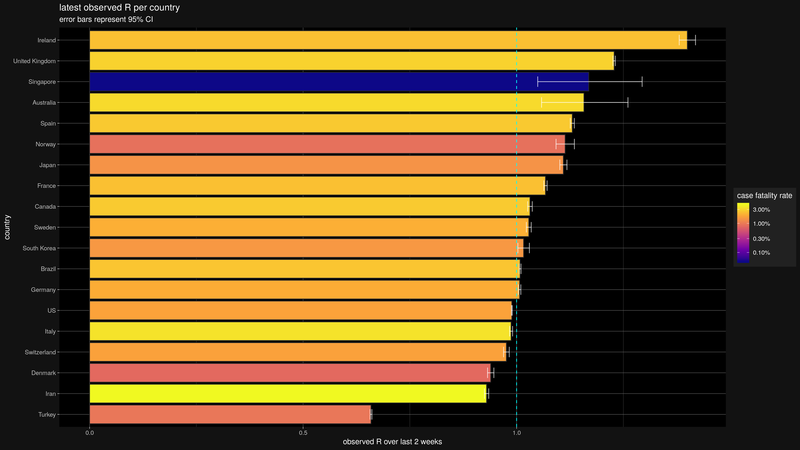 latest observed R per country
error bars represent 95% CI
country
Ireland
United Kingdom
Singapore
Australia
Spain
Norway
Japan
France
Canada
Sweden
South Korea
Brazil
Germany
US
Italy
Switzerland
Denmark
Iran
Turkey
0.0
0.5
1.0
observed R over last 2 weeks
case fatality rate
3.00%
1.00%
0.30%
0.10%